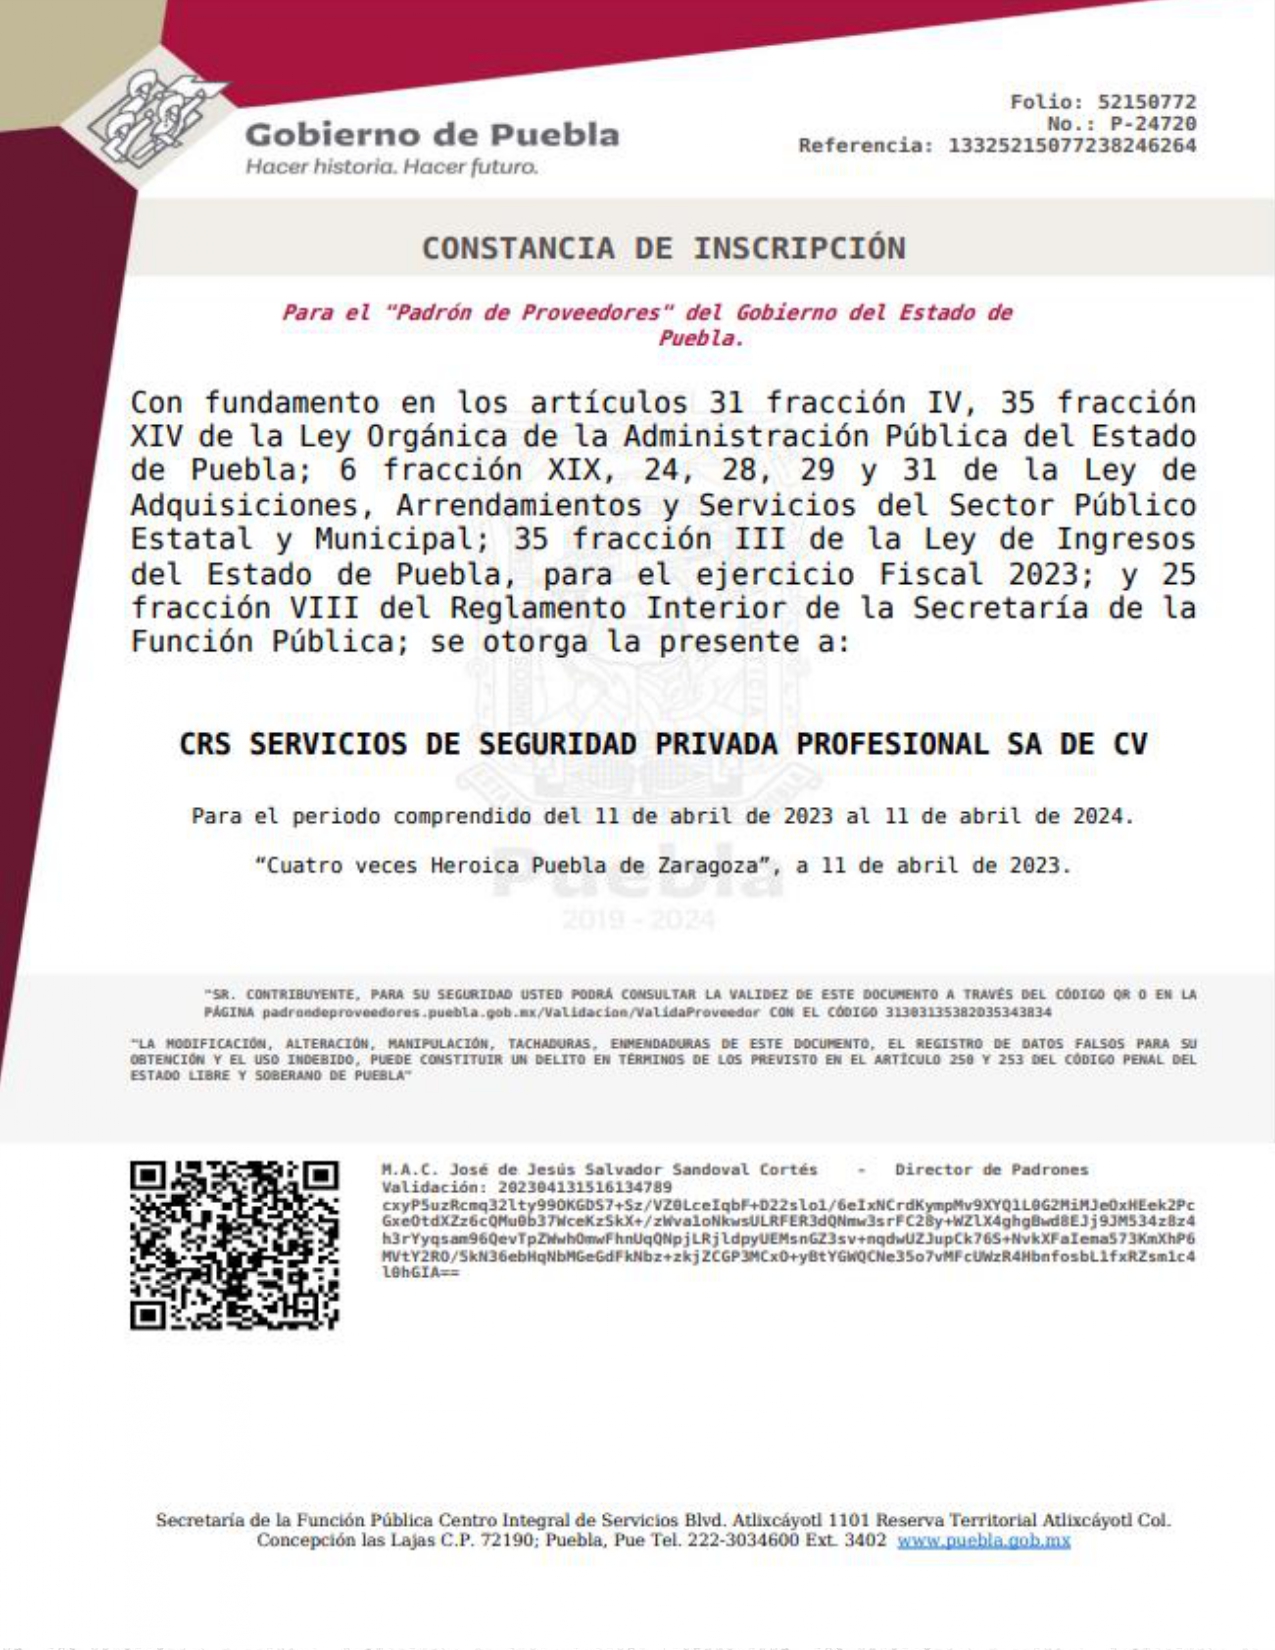 Folio: 52150772
No.: P-24720
Referencia: 13325215077238246264
Gobierno de Puebla
Hacer historia. Hacer futuro.
CONSTANCIA DE INSCRIPCIÓN
Para el "Padrón de Proveedores" del Gobierno del Estado de
Puebla.
Con fundamento en los artículos 31 fracción IV, 35 fracción
XIV de la Ley Orgánica de la Administración Pública del Estado
de Puebla; 6 fracción XIX, 24, 28, 29 y 31 de la Ley de
Adquisiciones, Arrendamientos y Servicios del Sector Público
Estatal y Municipal; 35 fracción III de la Ley de Ingresos
del Estado de Puebla, para el ejercicio Fiscal 2023; y 25
fracción VIII del Reglamento Interior de la Secretaría de la
Función Pública; se otorga la presente a:
CRS SERVICIOS DE SEGURIDAD PRIVADA PROFESIONAL SA DE CV
Para el periodo comprendido del 11 de abril de 2023 al 11 de abril de 2024.
“Cuatro veces Heroica Puebla de Zaragoza”, a 11 de abril de 2023.
Puebla
2019 - 2024
"SR. CONTRIBUYENTE, PARA SU SEGURIDAD USTED PODRÁ CONSULTAR LA VALIDEZ DE ESTE DOCUMENTO A TRAVÉS DEL CÓDIGO QR O EN LA
PÁGINA padrondeproveedores.puebla.gob.mx/Validacion/ValidaProveedor CON EL CÓDIGO 31303135382035343834
"LA MODIFICACIÓN, ALTERACIÓN, MANIPULACIÓN, TACHADURAS, ENMENDADURAS DE ESTE DOCUMENTO, EL REGISTRO DE DATOS FALSOS PARA SU
OBTENCIÓN Y EL USO INDEBIDO, PUEDE CONSTITUIR UN DELITO EN TÉRMINOS DE LOS PREVISTO EN EL ARTÍCULO 250 Y 253 DEL CÓDIGO PENAL DEL
ESTADO LIBRE Y SOBERANO DE PUEBLA"
M.A.C. José de Jesús Salvador Sandoval Cortés - Director de Padrones
Validación: 202304131516134789
l0hGIA==
Secretaría de la Función Pública Centro Integral de Servicios Blvd. Atlixcáyotl 1101 Reserva Territorial Atlixcáyotl Col.
Concepción las Lajas C.P. 72190; Puebla, Pue Tel. 222-3034600 Ext. 3402 www.puebla.gob.mx